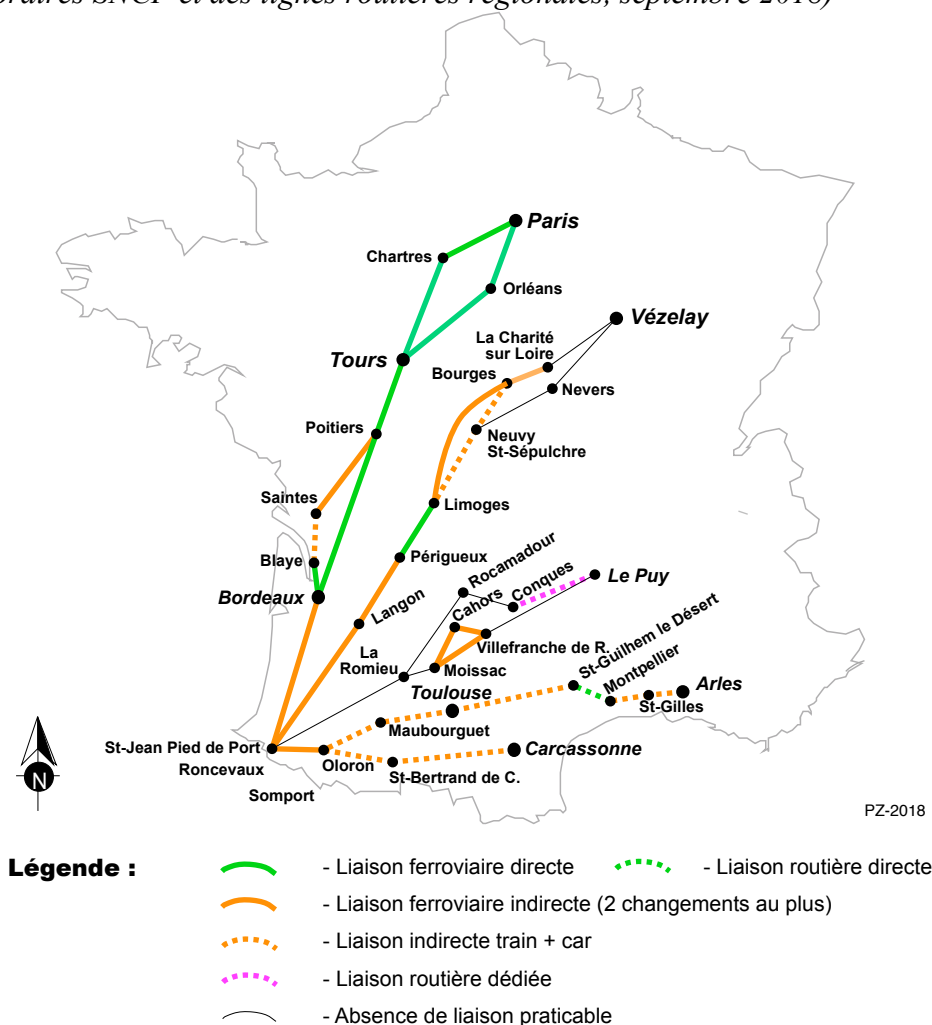 horaires SNCF et des lignes routières régionales, septembre 2018)
Paris
Chartres
Orléans
Vézelay
La Charité
sur Loire
Tours
Bourges
Nevers
Poitiers
Neuvy
St-Sépulchre
Saintes
Limoges
Blaye
Périgueux
Rocamadour
Conques
Le Puy
Bordeaux
Langon
Cahors
Villefranche de R.
La
Romieu
Moissac
St-Guilhem le Désert
Montpellier
Toulouse
Arles
St-Gilles
Maubourguet
St-Jean Pied de Port
Roncevaux
Oloron
Carcassonne
St-Bertrand de C.
Somport
N
PZ-2018
Légende :
- Liaison ferroviaire directe
- Liaison routière directe
- Liaison ferroviaire indirecte (2 changements au plus)
- Liaison indirecte train + car
- Liaison routière dédiée
- Absence de liaison praticable